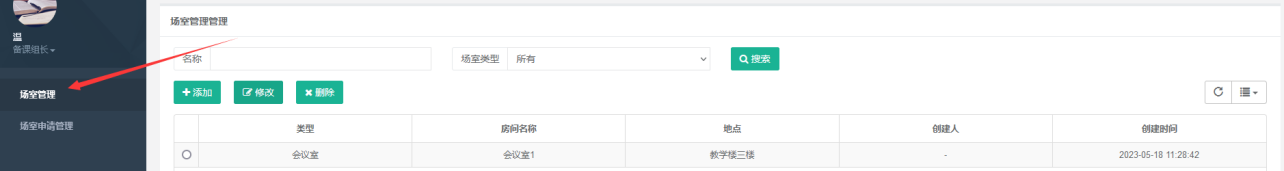 温
备课组长
场室管理
场室申请管理
场室管理管理
名称 场室类型 所有 搜索
添加 修改 删除
类型 房间名称 地点 创建人 创建时间
会议室 会议室1 教学楼三楼 - 2023-05-18 11:28:42